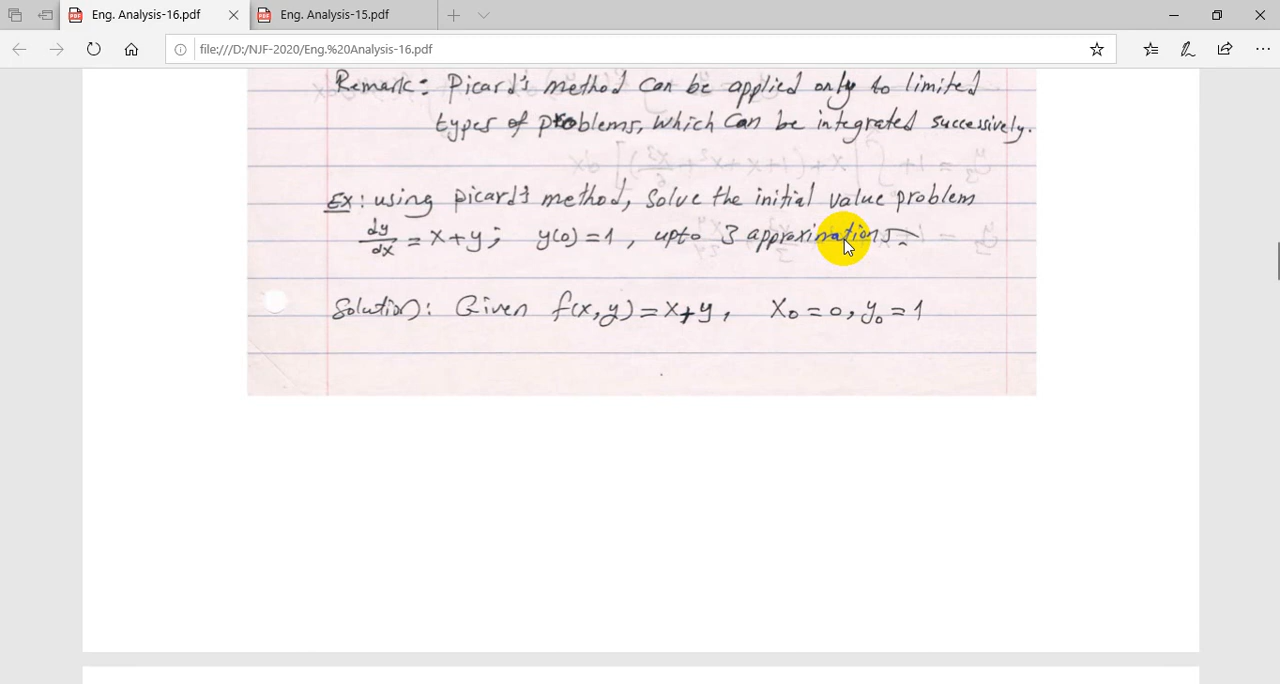 Eng. Analysis-16.pdf
Eng. Analysis-15.pdf
file:///D:/NJF-2020/Eng.%20Analysis-16.pdf
Remark: Picard's method Can be applied only to limited
types of problems, which Can be integrated successively.
Ex: using picard's method, Solve the initial value problem
dy/dx = x+y; y(0)=1, upto 3 approximations
Solution: Given f(x,y)=x+y, x₀=0, y₀=1